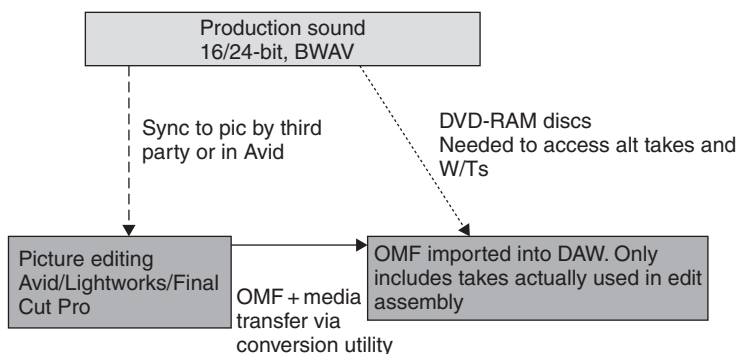 Production sound
16/24-bit, BWAV
Sync to pic by third
party or in Avid
DVD-RAM discs
Needed to access alt takes and
W/Ts
Picture editing
Avid/Lightworks/Final
Cut Pro
OMF + media
transfer via
conversion utility
OMF imported into DAW. Only
includes takes actually used in edit
assembly